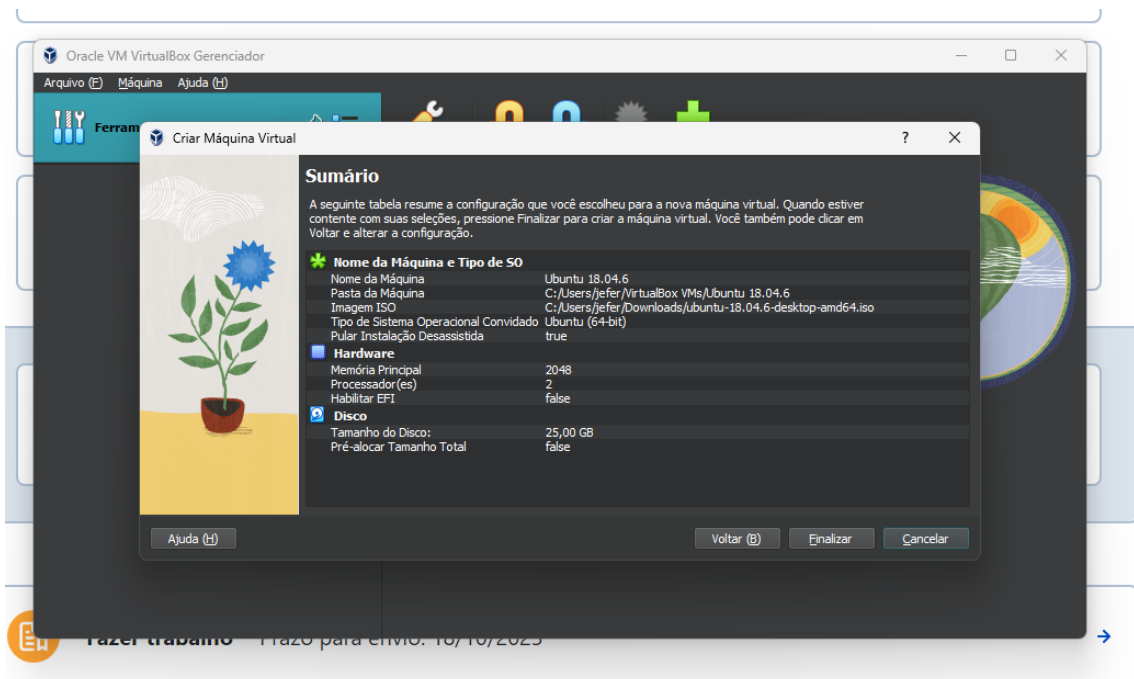 Oracle VM VirtualBox Gerenciador
Arquivo (F) Máquina Ajuda (H)
Ferram
Criar Máquina Virtual
?
Sumário
A seguinte tabela resume a configuração que você escolheu para a nova máquina virtual. Quando estiver
contente com suas seleções, pressione Finalizar para criar a máquina virtual. Você também pode clicar em
Voltar e alterar a configuração.
Nome da Máquina e Tipo de SO
Nome da Máquina Ubuntu 18.04.6
Pasta da Máquina C:/Users/jefer/VirtualBox VMs/Ubuntu 18.04.6
Imagem ISO C:/Users/jefer/Downloads/ubuntu-18.04.6-desktop-amd64.iso
Tipo de Sistema Operacional Convidado Ubuntu (64-bit)
Pular Instalação Desassistida true
Hardware
Memória Principal 2048
Processador(es) 2
Habilitar EFI false
Disco
Tamanho do Disco: 25,00 GB
Pré-alocar Tamanho Total false
Ajuda (H) Voltar (B) Finalizar Cancelar
Fazer trabalho Prazo para envio: 18/10/2023